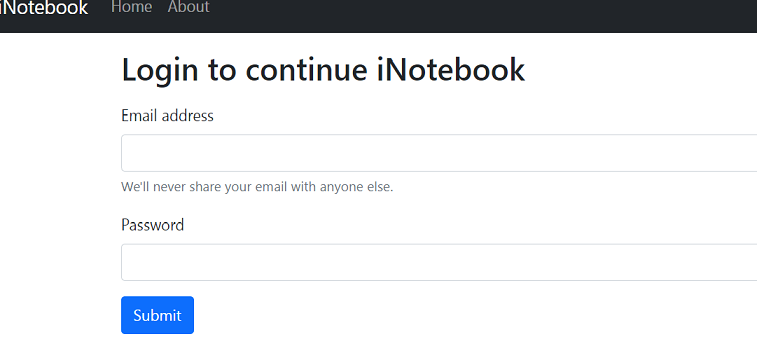 iNotebook Home About
Login to continue iNotebook
Email address
We'll never share your email with anyone else.
Password
Submit